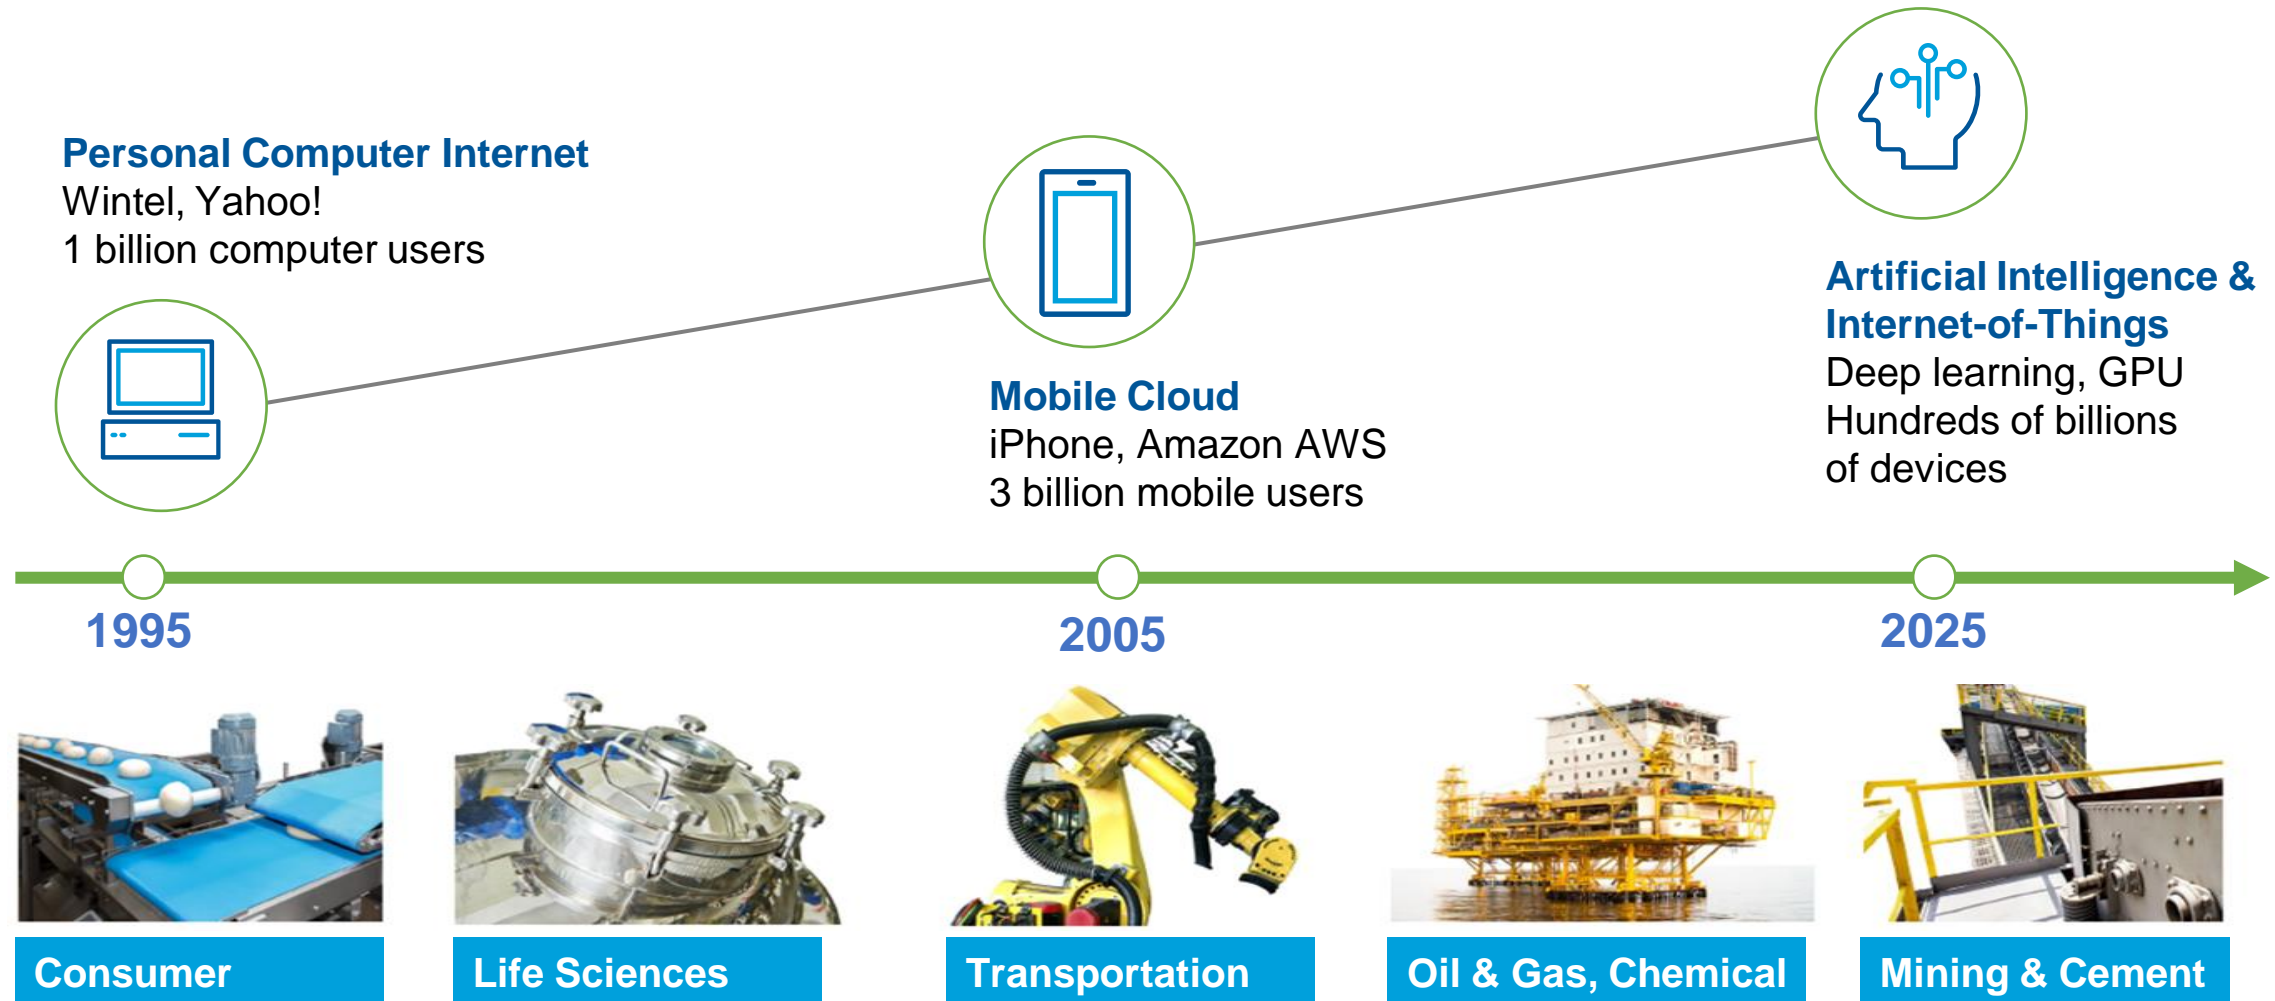 Personal Computer Internet
Wintel, Yahoo!
1 billion computer users
Mobile Cloud
iPhone, Amazon AWS
3 billion mobile users
Artificial Intelligence &
Internet-of-Things
Deep learning, GPU
Hundreds of billions
of devices
1995
2005
2025
Consumer
Life Sciences
Transportation
Oil & Gas, Chemical
Mining & Cement